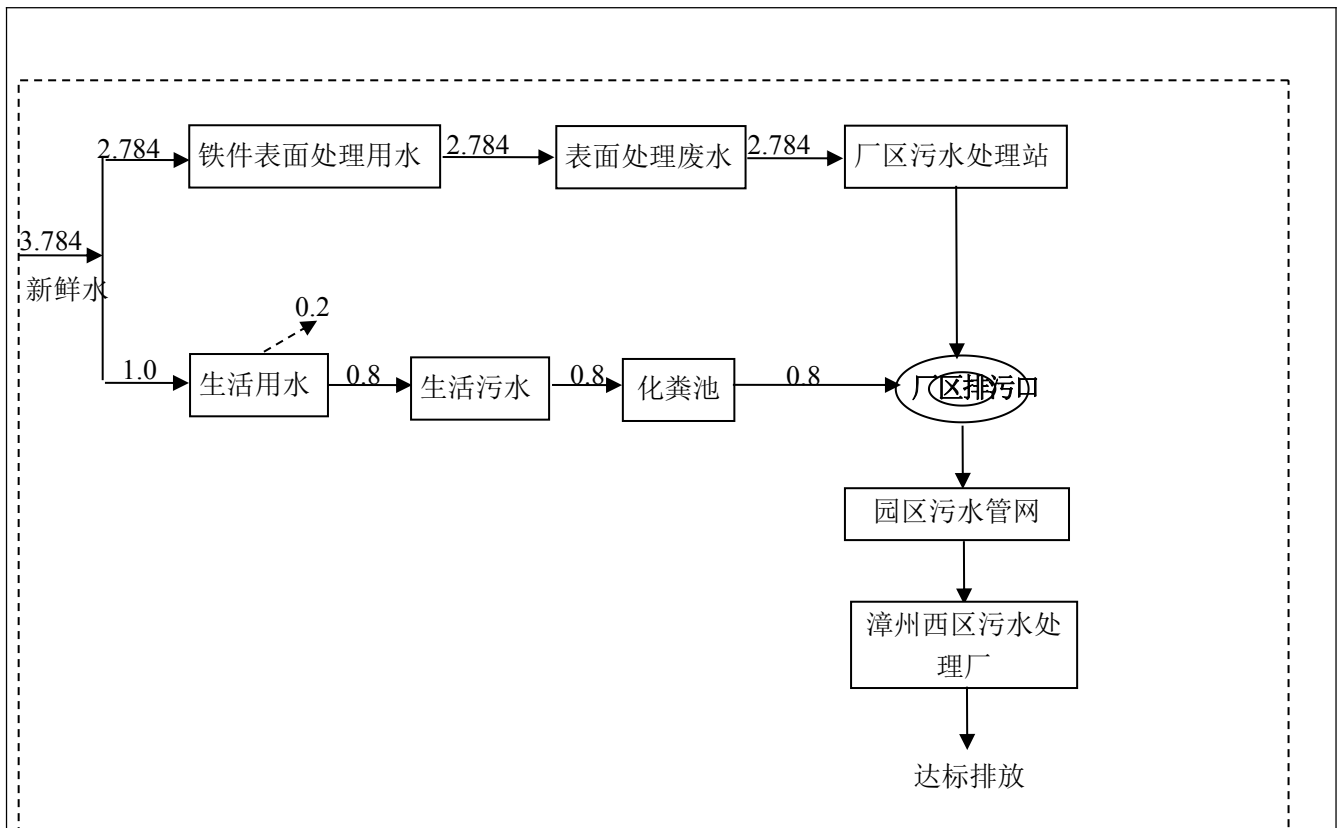 2.784
铁件表面处理用水
2.784
表面处理废水
2.784
厂区污水处理站
3.784
新鲜水
0.2
1.0
生活用水
0.8
生活污水
0.8
化粪池
0.8
厂区排污口
园区污水管网
漳州西区污水处
理厂
达标排放